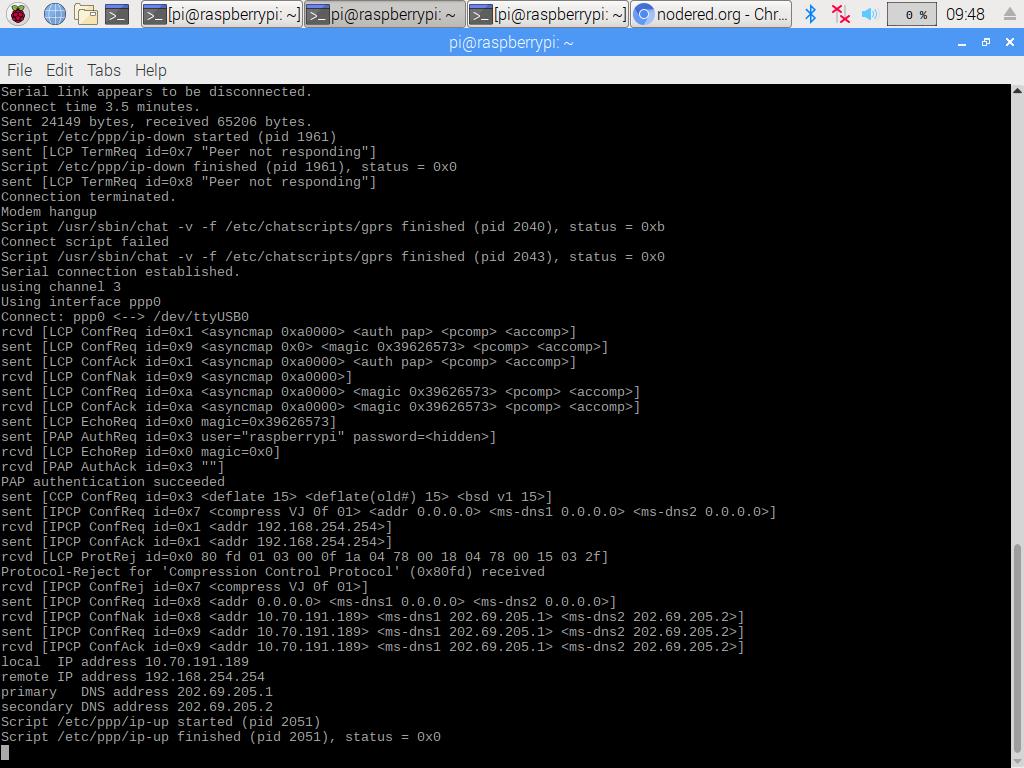 [pi@raspberrypi: ~]
pi@raspberrypi: ~
[pi@raspberrypi: ~]
nodered.org - Chr...
0 %
09:48
pi@raspberrypi: ~
File Edit Tabs Help
Serial link appears to be disconnected.
Connect time 3.5 minutes.
Sent 24149 bytes, received 65206 bytes.
Script /etc/ppp/ip-down started (pid 1961)
sent [LCP TermReq id=0x7 "Peer not responding"]
Script /etc/ppp/ip-down finished (pid 1961), status = 0x0
sent [LCP TermReq id=0x8 "Peer not responding"]
Connection terminated.
Modem hangup
Script /usr/sbin/chat -v -f /etc/chatscripts/gprs finished (pid 2040), status = 0xb
Connect script failed
Script /usr/sbin/chat -v -f /etc/chatscripts/gprs finished (pid 2043), status = 0x0
Serial connection established.
using channel 3
Using interface ppp0
Connect: ppp0 <--> /dev/ttyUSB0
rcvd [LCP ConfReq id=0x1 <asyncmap 0xa0000> <auth pap> <pcomp> <accomp>]
sent [LCP ConfReq id=0x9 <asyncmap 0x0> <magic 0x39626573> <pcomp> <accomp>]
sent [LCP ConfAck id=0x1 <asyncmap 0xa0000> <auth pap> <pcomp> <accomp>]
rcvd [LCP ConfNak id=0x9 <asyncmap 0xa0000>]
sent [LCP ConfReq id=0xa <asyncmap 0xa0000> <magic 0x39626573> <pcomp> <accomp>]
rcvd [LCP ConfAck id=0xa <asyncmap 0xa0000> <magic 0x39626573> <pcomp> <accomp>]
sent [LCP EchoReq id=0x0 magic=0x39626573]
sent [PAP AuthReq id=0x3 user="raspberrypi" password=<hidden>]
rcvd [LCP EchoRep id=0x0 magic=0x0]
rcvd [PAP AuthAck id=0x3 ""]
PAP authentication succeeded
sent [CCP ConfReq id=0x3 <deflate 15> <deflate(old#) 15> <bsd v1 15>]
sent [IPCP ConfReq id=0x7 <compress VJ 0f 01> <addr 0.0.0.0> <ms-dns1 0.0.0.0> <ms-dns2 0.0.0.0>]
rcvd [IPCP ConfReq id=0x1 <addr 192.168.254.254>]
sent [IPCP ConfAck id=0x1 <addr 192.168.254.254>]
rcvd [LCP ProtRej id=0x0 80 fd 01 03 00 0f 1a 04 78 00 18 04 78 00 15 03 2f]
Protocol-Reject for 'Compression Control Protocol' (0x80fd) received
rcvd [IPCP ConfRej id=0x7 <compress VJ 0f 01>]
sent [IPCP ConfReq id=0x8 <addr 0.0.0.0> <ms-dns1 0.0.0.0> <ms-dns2 0.0.0.0>]
rcvd [IPCP ConfNak id=0x8 <addr 10.70.191.189> <ms-dns1 202.69.205.1> <ms-dns2 202.69.205.2>]
sent [IPCP ConfReq id=0x9 <addr 10.70.191.189> <ms-dns1 202.69.205.1> <ms-dns2 202.69.205.2>]
rcvd [IPCP ConfAck id=0x9 <addr 10.70.191.189> <ms-dns1 202.69.205.1> <ms-dns2 202.69.205.2>]
local  IP address 10.70.191.189
remote IP address 192.168.254.254
primary   DNS address 202.69.205.1
secondary DNS address 202.69.205.2
Script /etc/ppp/ip-up started (pid 2051)
Script /etc/ppp/ip-up finished (pid 2051), status = 0x0